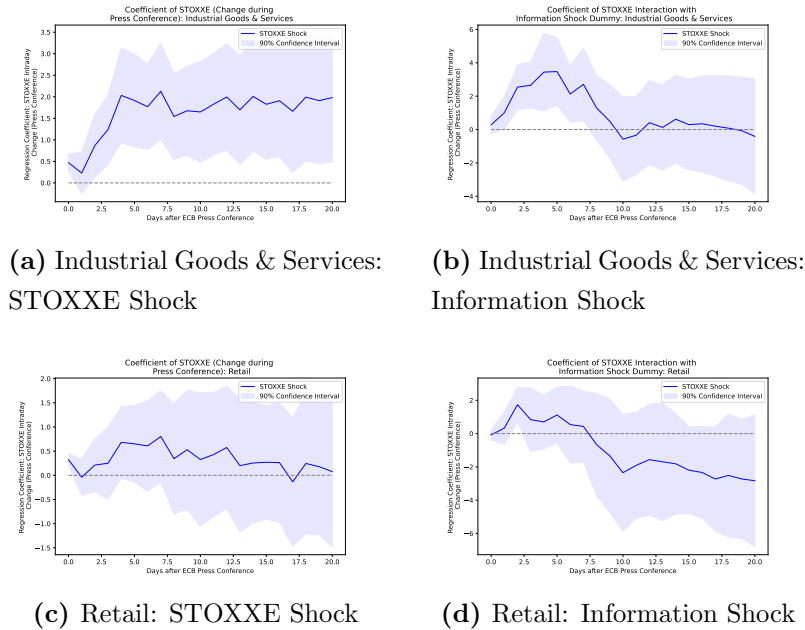 Coefficient of STOXXE (Change during
Press Conference): Industrial Goods & Services
STOXXE Shock
90% Confidence Interval
Regression Coefficient: STOXXE Intraday
Change (Press Conference)
3.5
3.0
2.5
2.0
1.5
1.0
0.5
0.0
0.0 2.5 5.0 7.5 10.0 12.5 15.0 17.5 20.0
Days after ECB Press Conference
Coefficient of STOXXE Interaction with
Information Shock Dummy: Industrial Goods & Services
STOXXE Shock
90% Confidence Interval
Regression Coefficient: STOXXE Intraday
Change (Press Conference)
6
4
2
0
−2
−4
0.0 2.5 5.0 7.5 10.0 12.5 15.0 17.5 20.0
Days after ECB Press Conference
(a) Industrial Goods & Services:
STOXXE Shock
(b) Industrial Goods & Services:
Information Shock
Coefficient of STOXXE (Change during
Press Conference): Retail
STOXXE Shock
90% Confidence Interval
Regression Coefficient: STOXXE Intraday
Change (Press Conference)
2.0
1.5
1.0
0.5
0.0
−0.5
−1.0
−1.5
0.0 2.5 5.0 7.5 10.0 12.5 15.0 17.5 20.0
Days after ECB Press Conference
Coefficient of STOXXE Interaction with
Information Shock Dummy: Retail
STOXXE Shock
90% Confidence Interval
Regression Coefficient: STOXXE Intraday
Change (Press Conference)
2
0
−2
−4
−6
0.0 2.5 5.0 7.5 10.0 12.5 15.0 17.5 20.0
Days after ECB Press Conference
(c) Retail: STOXXE Shock
(d) Retail: Information Shock